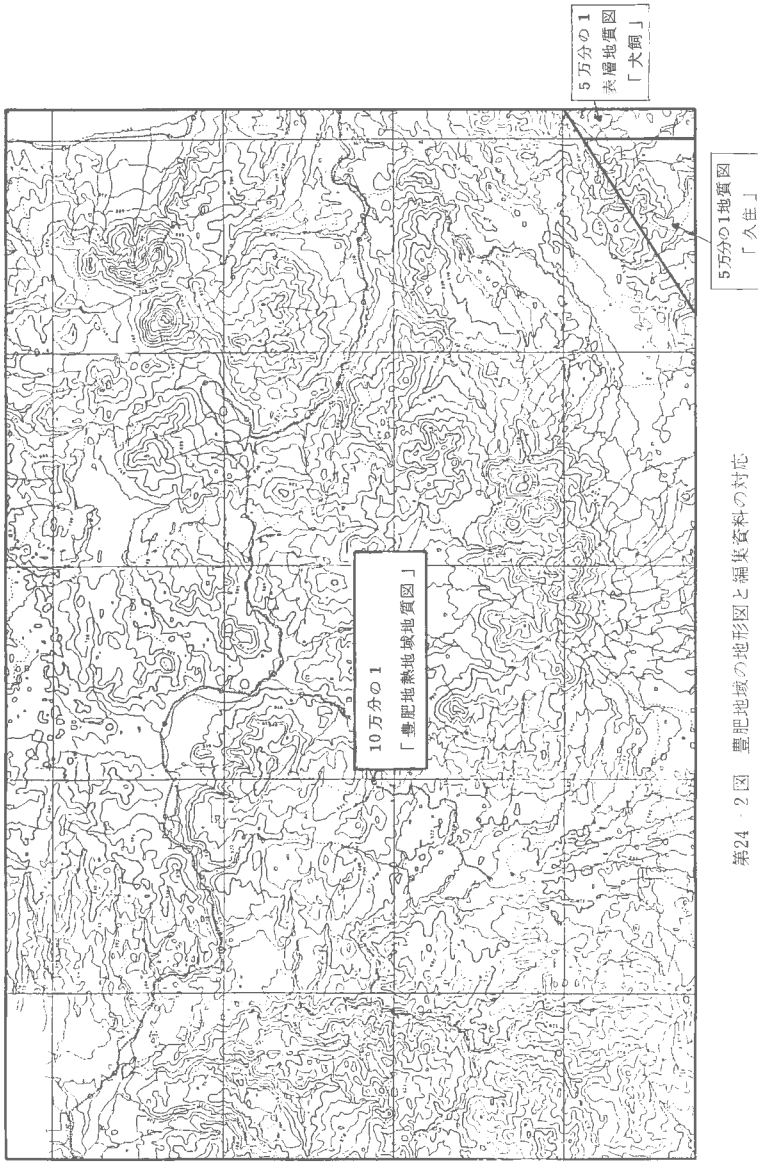 10万分の1
「豊肥地熱地域地質図」
5万分の1
表層地質図
「犬飼」
5万分の1地質図
「久住」
第24・2図　豊肥地域の地形図と編集資料の対応